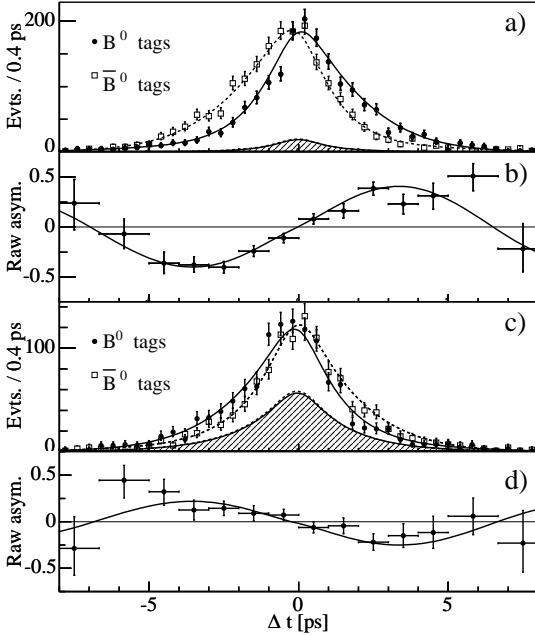 200
100
0
Evts. / 0.4 ps
a)
B⁰ tags
B̅⁰ tags
0.5
0
-0.5
Raw asym.
b)
100
0
Evts. / 0.4 ps
c)
B⁰ tags
B̅⁰ tags
0.5
0
-0.5
Raw asym.
d)
-5 0 5
Δ t [ps]